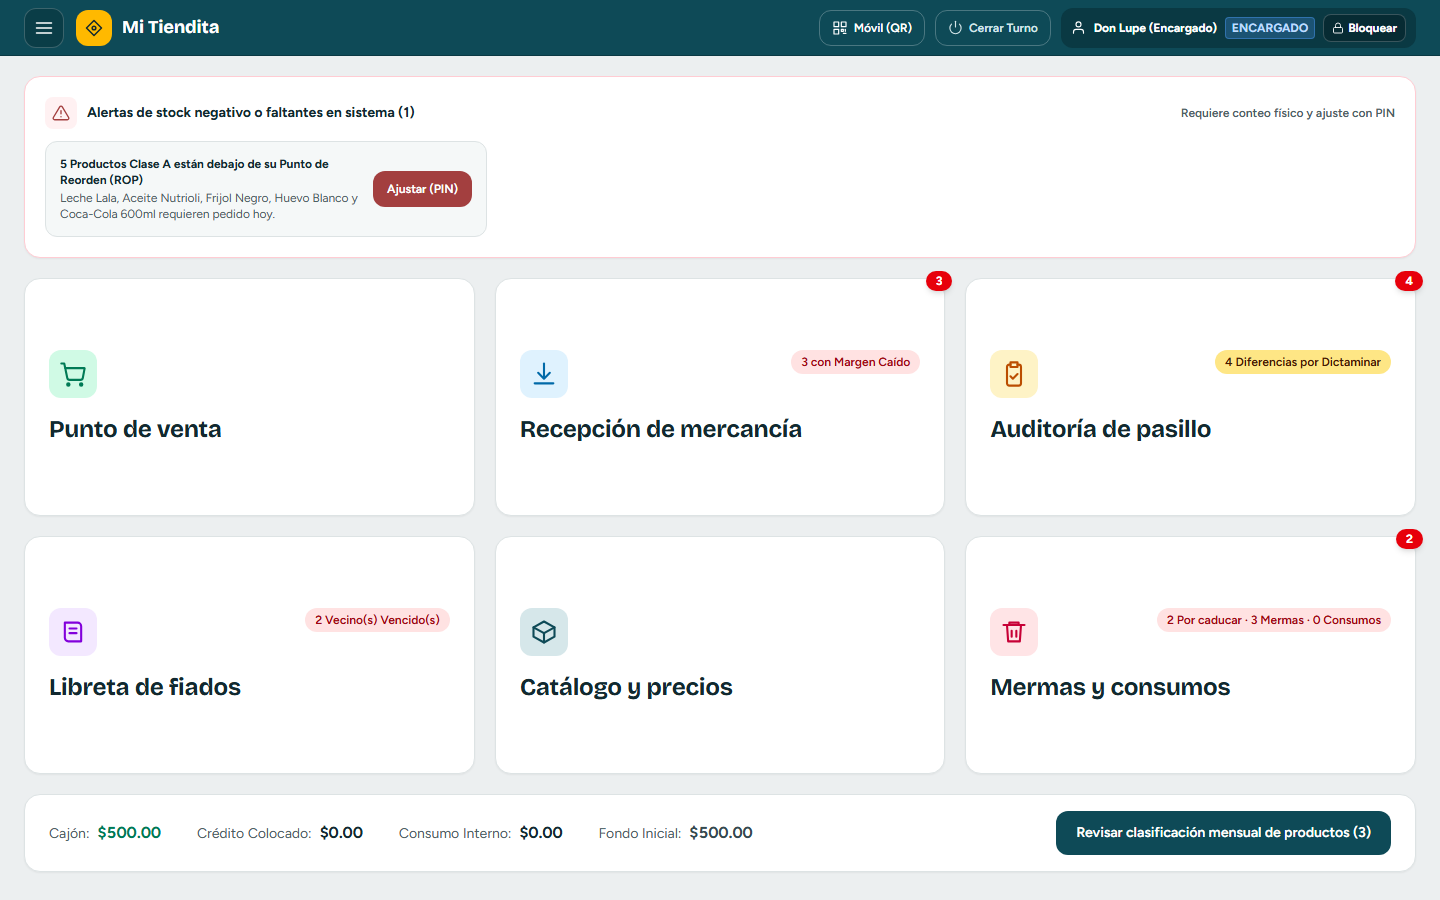 Mi Tiendita
Móvil (QR)
Cerrar Turno
Don Lupe (Encargado)
ENCARGADO
Bloquear
Alertas de stock negativo o faltantes en sistema (1)
Requiere conteo físico y ajuste con PIN
5 Productos Clase A están debajo de su Punto de
Reorden (ROP)
Leche Lala, Aceite Nutrioli, Frijol Negro, Huevo Blanco y
Coca-Cola 600ml requieren pedido hoy.
Ajustar (PIN)
Punto de venta
3
3 con Margen Caído
Recepción de mercancía
4
4 Diferencias por Dictaminar
Auditoría de pasillo
2 Vecino(s) Vencido(s)
Libreta de fiados
Catálogo y precios
2
2 Por caducar · 3 Mermas · 0 Consumos
Mermas y consumos
Cajón: $500.00
Crédito Colocado: $0.00
Consumo Interno: $0.00
Fondo Inicial: $500.00
Revisar clasificación mensual de productos (3)